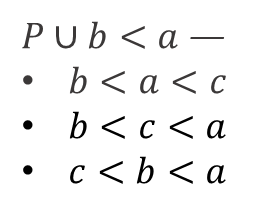 P ∪ b < a —
• b < a < c
• b < c < a
• c < b < a